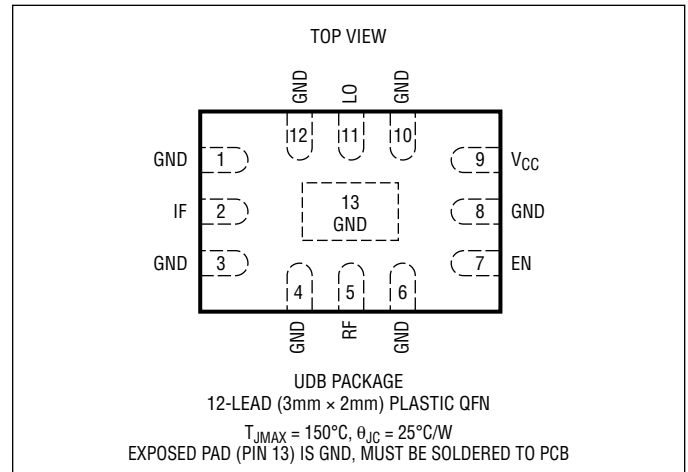 TOP VIEW
GND LO GND
12 11 10
GND 1 9 VCC
13
IF 2 GND 8 GND
GND 3 7 EN
4 5 6
GND RF GND
UDB PACKAGE
12-LEAD (3mm × 2mm) PLASTIC QFN
TJMAX = 150°C, θJC = 25°C/W
EXPOSED PAD (PIN 13) IS GND, MUST BE SOLDERED TO PCB